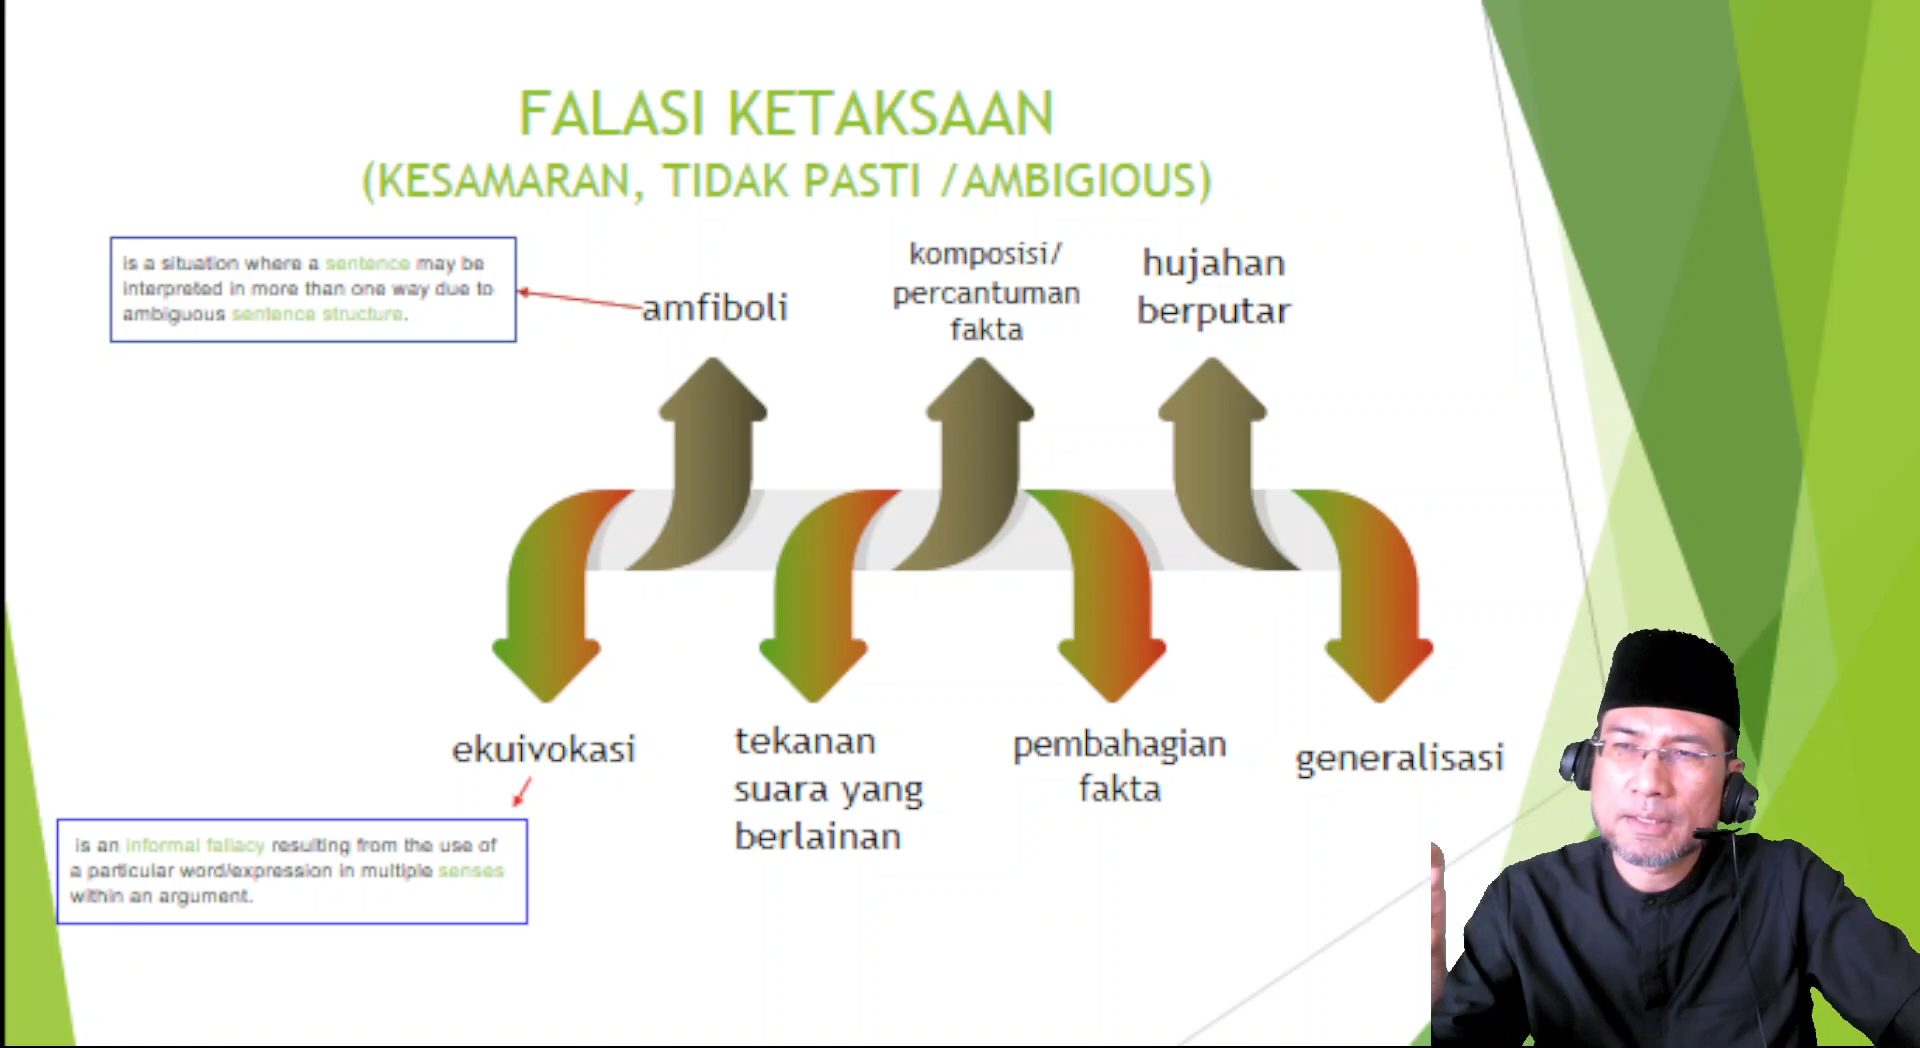 FALASI KETAKSAAN
(KESAMARAN, TIDAK PASTI /AMBIGIOUS)
is a situation where a sentence may be
interpreted in more than one way due to
ambiguous sentence structure.
amfiboli
komposisi/
percantuman
fakta
hujahan
berputar
ekuivokasi
tekanan
suara yang
berlainan
pembahagian
fakta
generalisasi
is an informal fallacy resulting from the use of
a particular word/expression in multiple senses
within an argument.